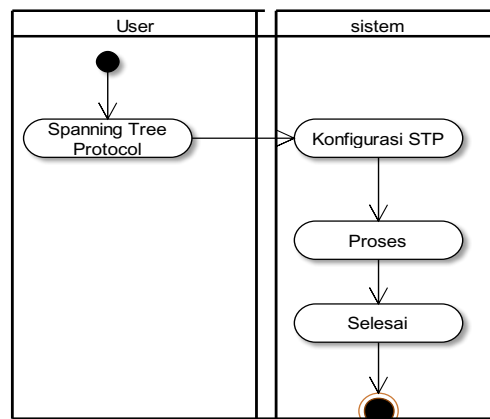 User
sistem
Spanning Tree
Protocol
Konfigurasi STP
Proses
Selesai